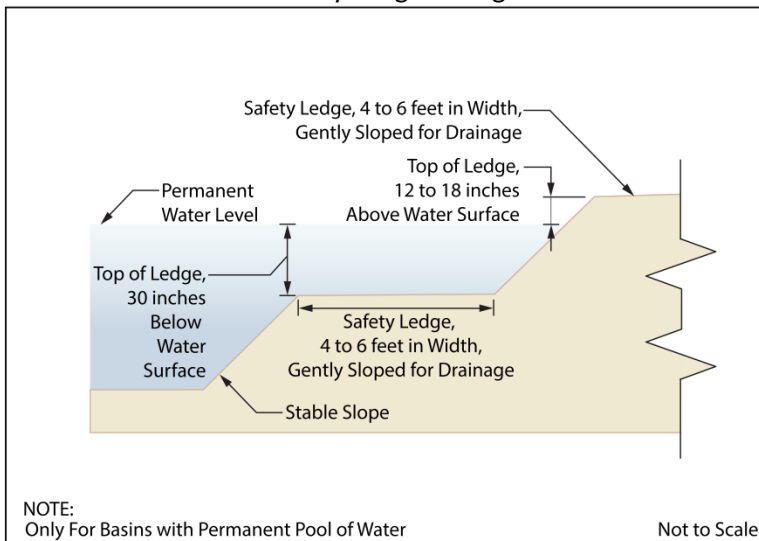 Safety Ledge, 4 to 6 feet in Width,
Gently Sloped for Drainage
Top of Ledge,
12 to 18 inches
Above Water Surface
Permanent
Water Level
Top of Ledge,
30 inches
Below
Water
Surface
Safety Ledge,
4 to 6 feet in Width,
Gently Sloped for Drainage
Stable Slope
NOTE:
Only For Basins with Permanent Pool of Water
Not to Scale